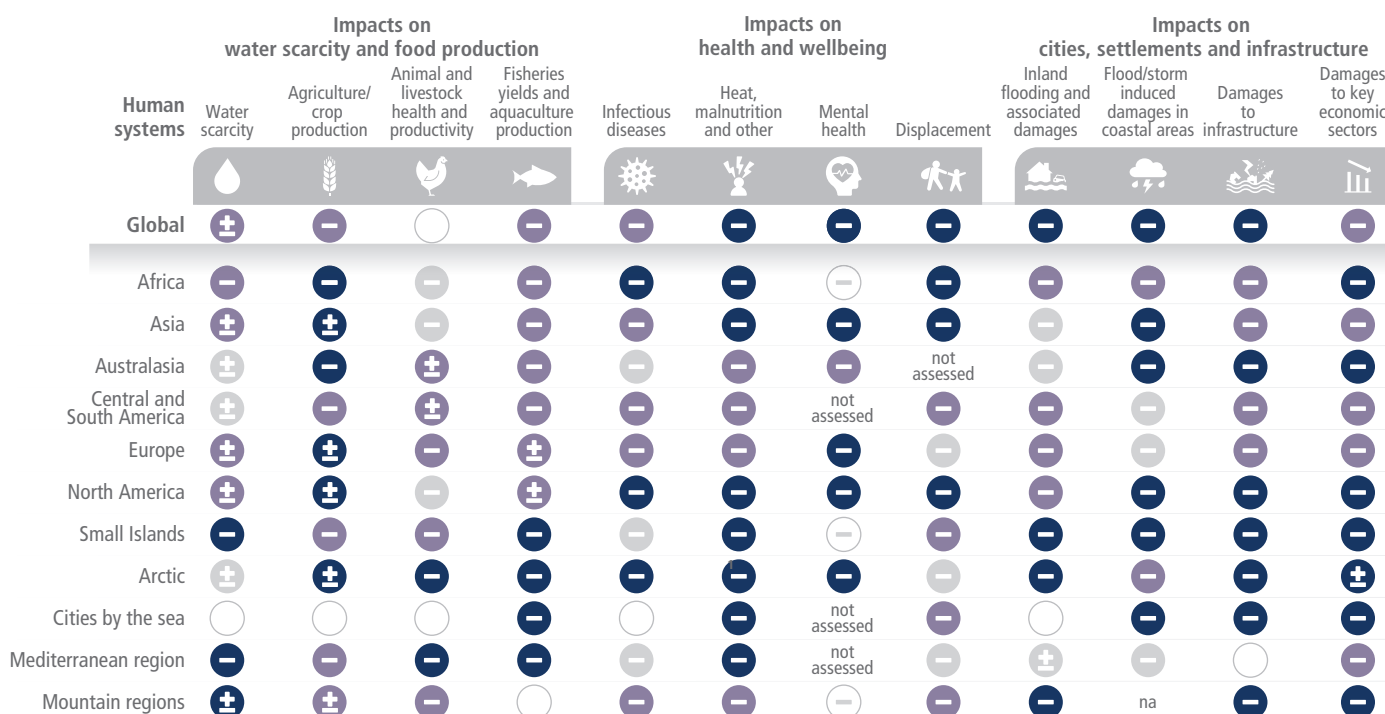 Impacts on
water scarcity and food production
Impacts on
health and wellbeing
Impacts on
cities, settlements and infrastructure
Human
systems
Water
scarcity
Agriculture/
crop
production
Animal and
livestock
health and
productivity
Fisheries
yields and
aquaculture
production
Infectious
diseases
Heat,
malnutrition
and other
Mental
health
Displacement
Inland
flooding and
associated
damages
Flood/storm
induced
damages in
coastal areas
Damages
to
infrastructure
Damages
to key
economic
sectors
Global ± − − − − − − − − − −
Africa − − − − − − − − − − − −
Asia ± ± − − − − − − − − − −
Australasia ± − ± − − − − not
assessed − − − −
Central and
South America ± − ± − − − not
assessed − − − − −
Europe ± ± − ± − − − − − − − −
North America ± ± − ± − − − − − − − −
Small Islands − − − − − − − − − − − −
Arctic ± ± − − − − − − − − − ±
Cities by the sea − − not
assessed − − − −
Mediterranean region − − − − − − not
assessed − ± − −
Mountain regions ± ± − − − − − − na − −